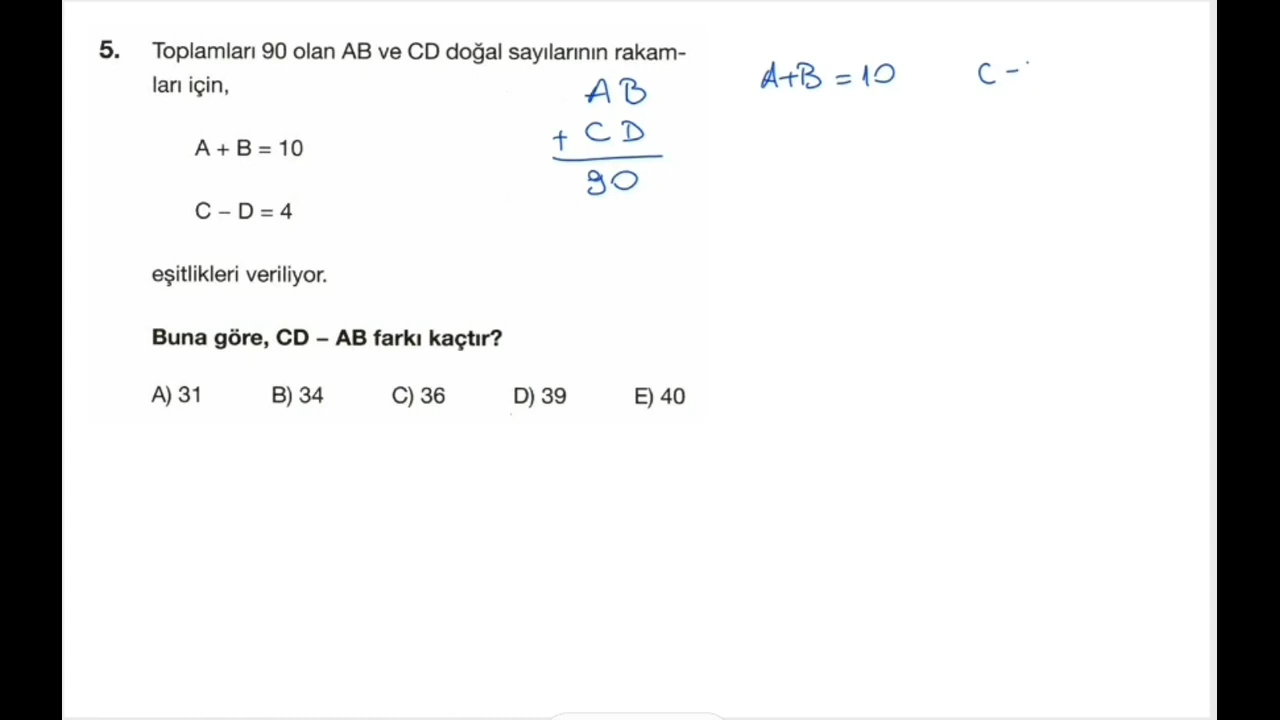 5. Toplamları 90 olan AB ve CD doğal sayılarının rakam-
ları için,
A + B = 10
C – D = 4
eşitlikleri veriliyor.
Buna göre, CD – AB farkı kaçtır?
A) 31 B) 34 C) 36 D) 39 E) 40
AB
+ CD
90
A+B = 10 C -